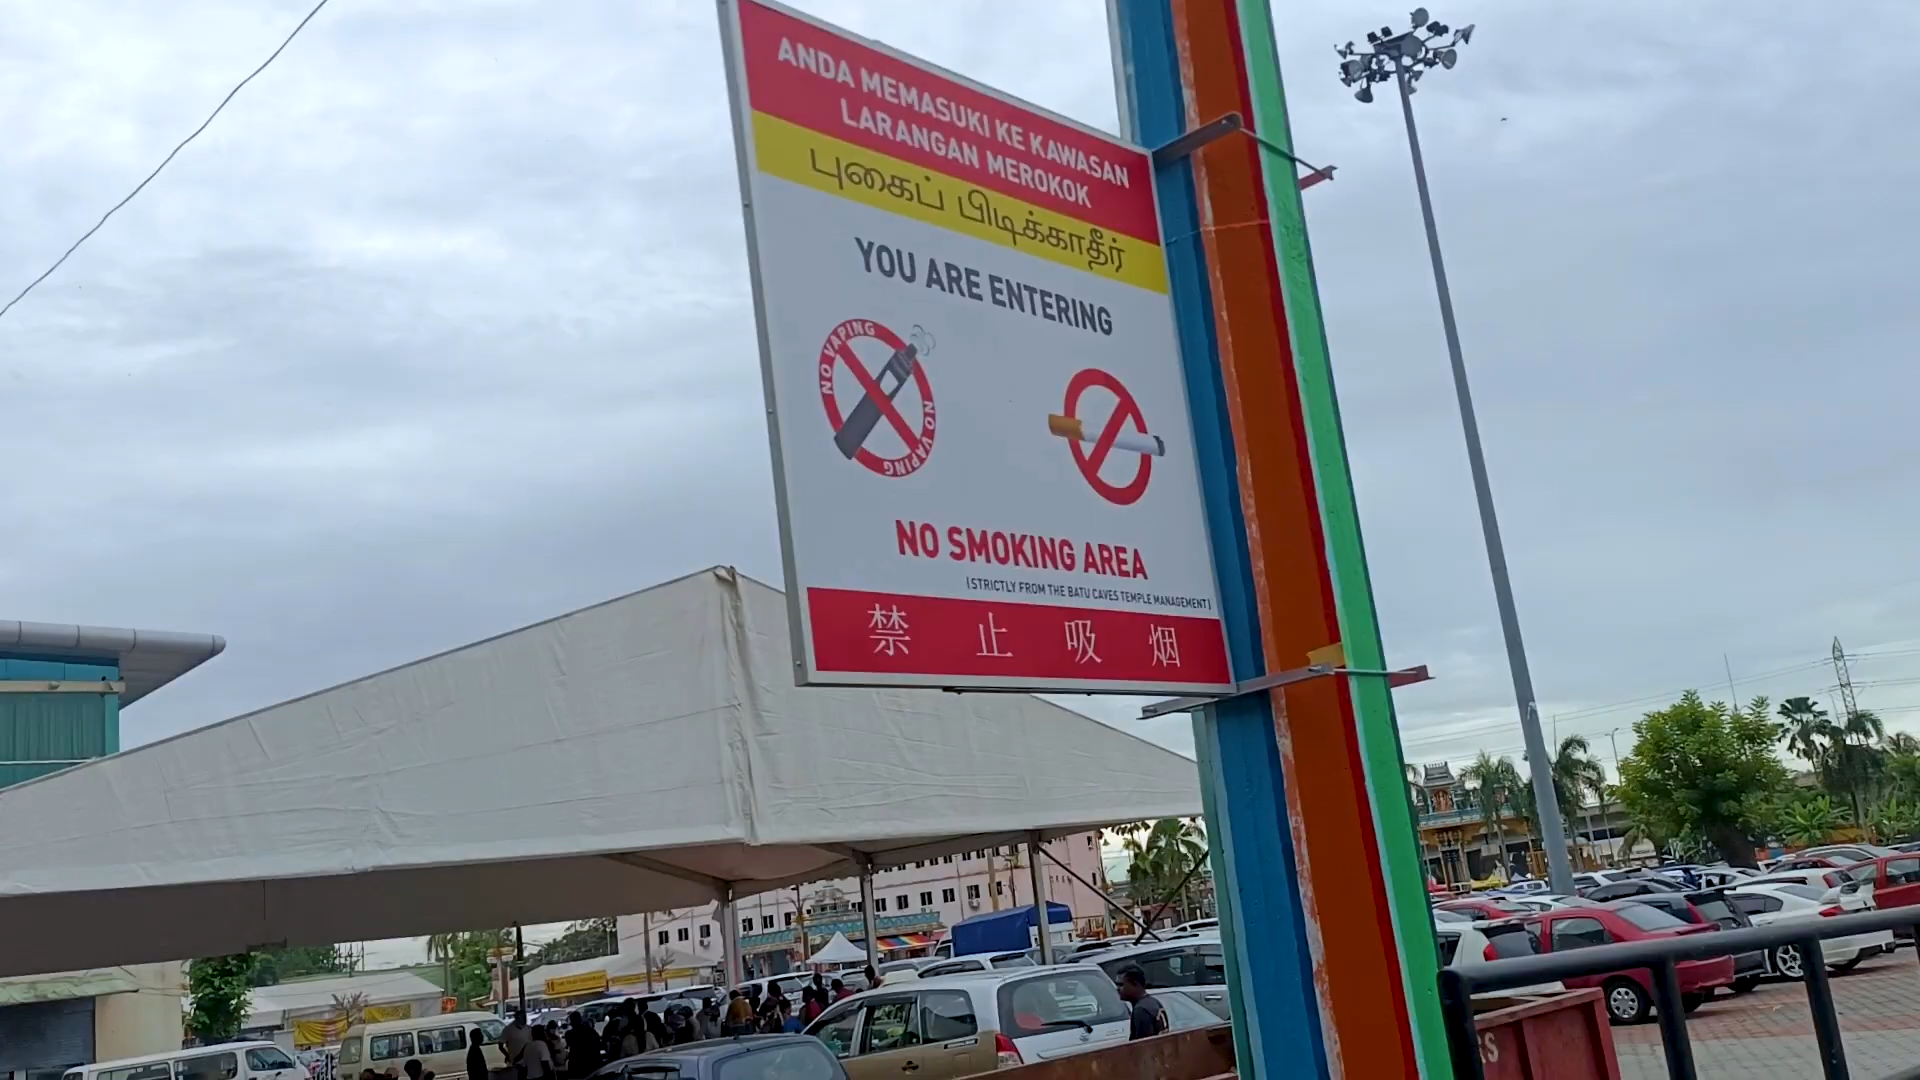 ANDA MEMASUKI KE KAWASAN
LARANGAN MEROKOK
புகைப் பிடிக்காதீர்
YOU ARE ENTERING
NO VAPING
NO VAPING
NO SMOKING AREA
(STRICTLY FROM THE BATU CAVES TEMPLE MANAGEMENT)
禁止吸烟